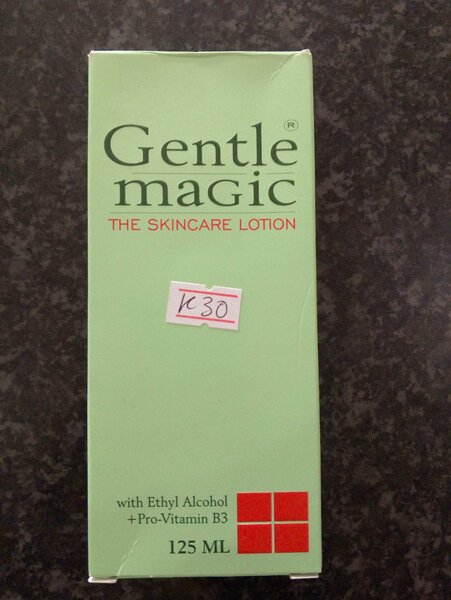 Gentle®
magic
THE SKINCARE LOTION
K30
with Ethyl Alcohol
+Pro-Vitamin B3
125 ML